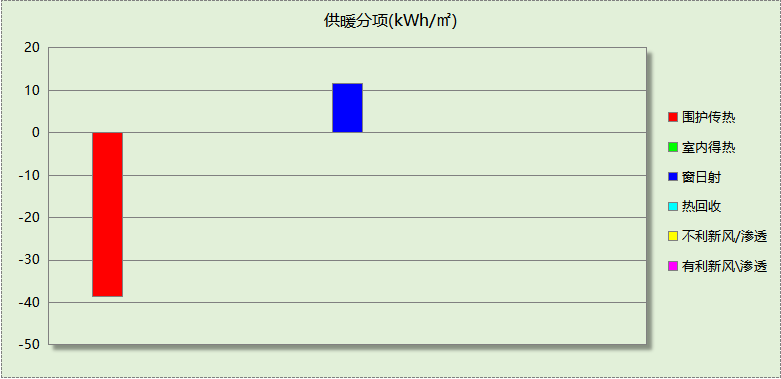 供暖分项(kWh/㎡)
20
10
0
-10
-20
-30
-40
-50
围护传热
室内得热
窗日射
热回收
不利新风/渗透
有利新风\渗透